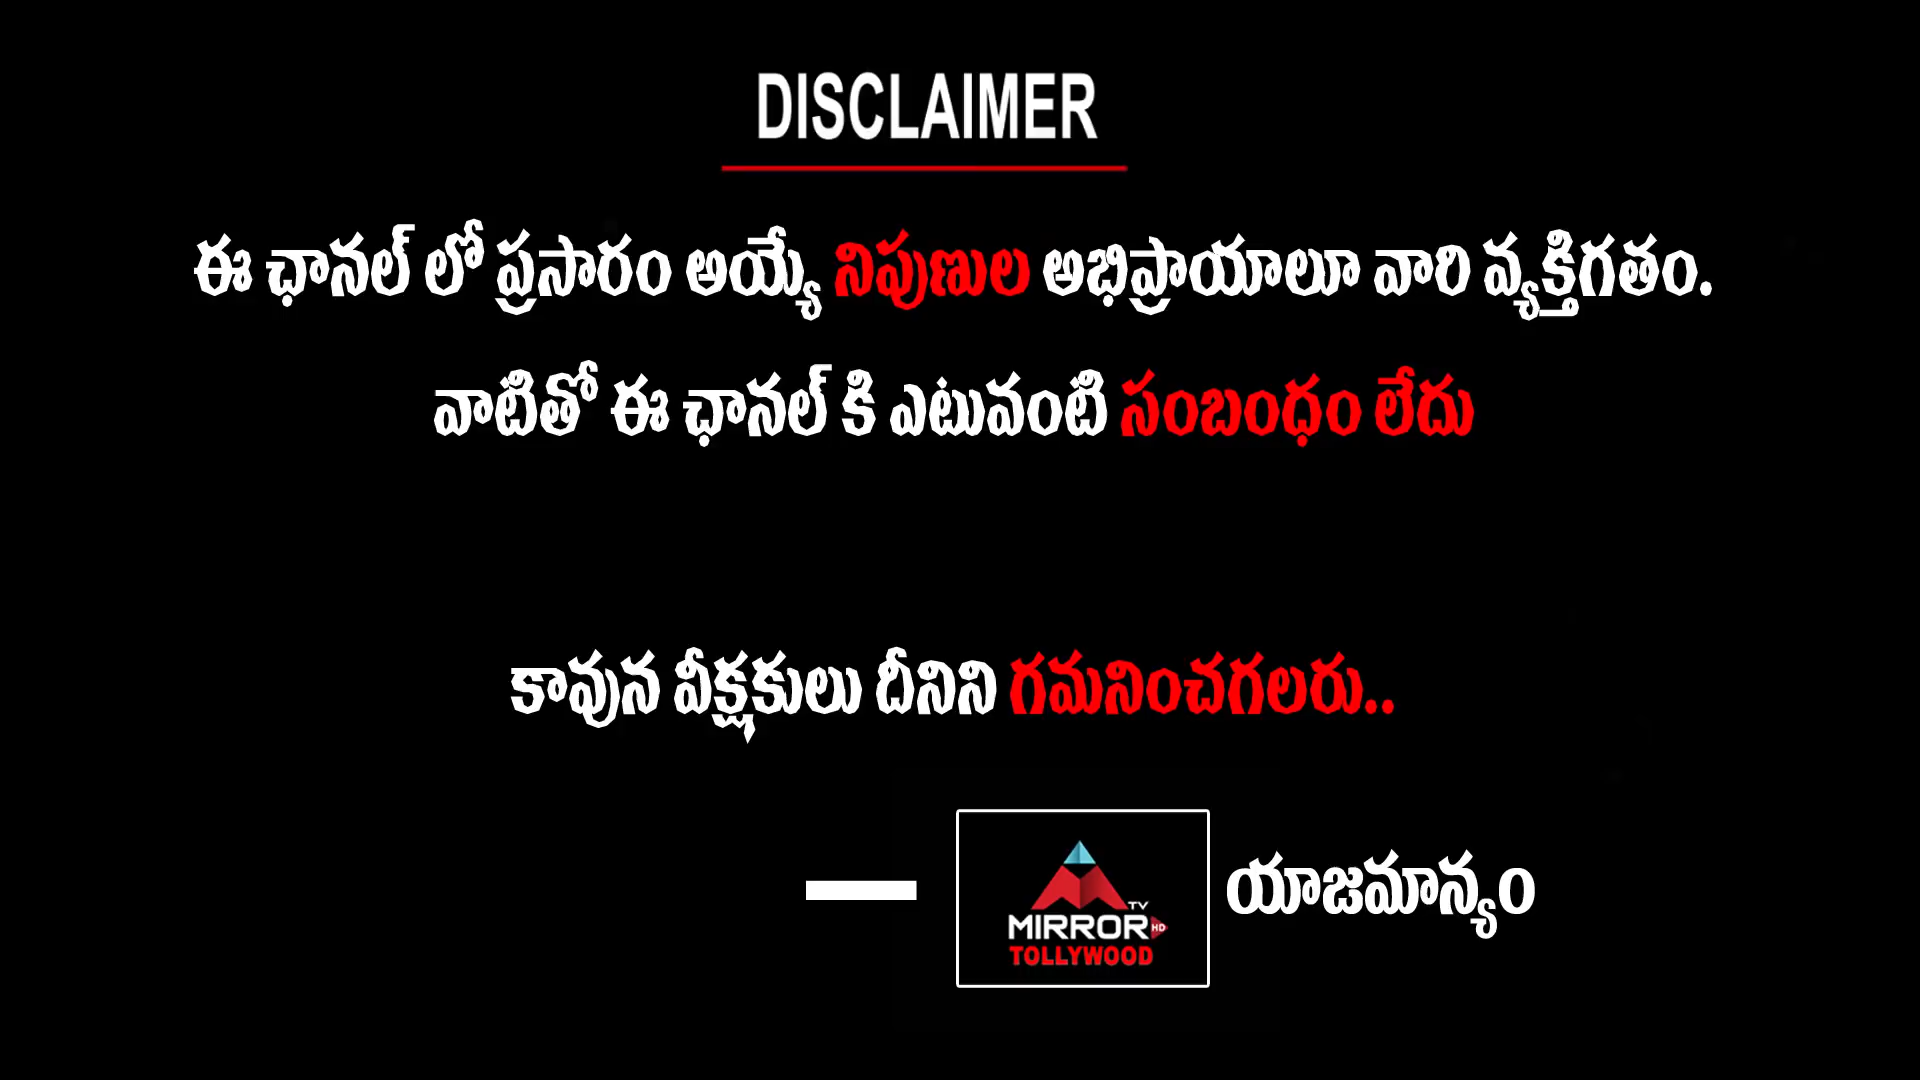 DISCLAIMER
ఈ ఛానల్ లో ప్రసారం అయ్యే నిపుణుల అభిప్రాయాలూ వారి వ్యక్తిగతం.
వాటితో ఈ ఛానల్ కి ఎటువంటి సంబంధం లేదు
కావున వీక్షకులు దీనిని గమనించగలరు..
— MIRROR TV HD
TOLLYWOOD
యాజమాన్యం